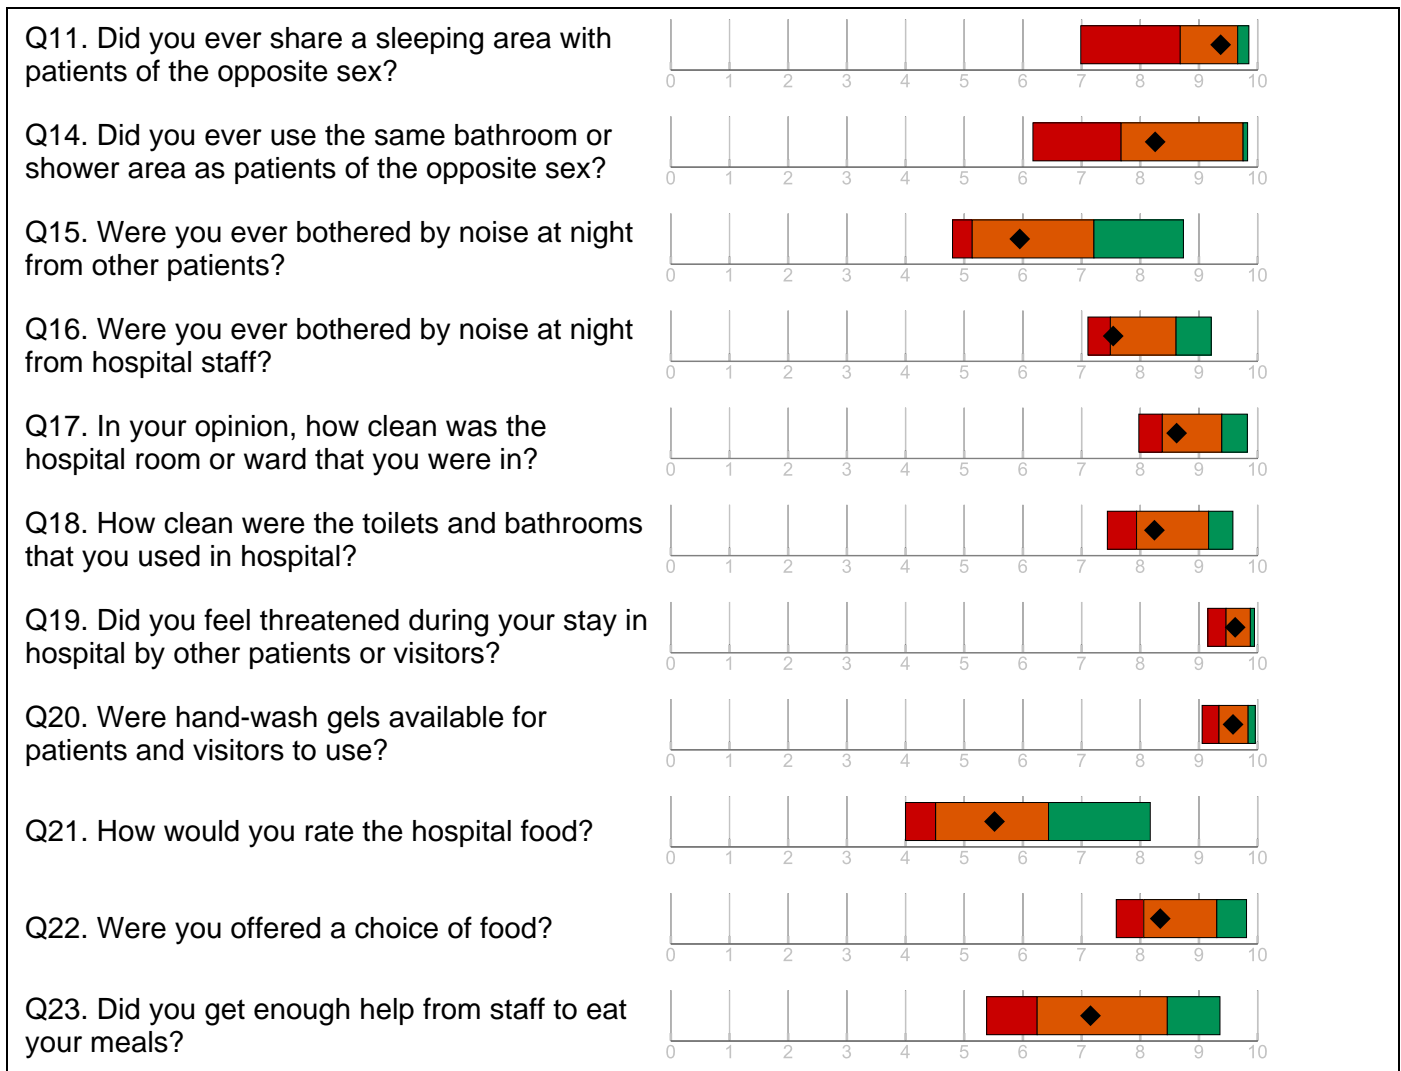 Q11. Did you ever share a sleeping area with
patients of the opposite sex?
0 1 2 3 4 5 6 7 8 9 10
Q14. Did you ever use the same bathroom or
shower area as patients of the opposite sex?
0 1 2 3 4 5 6 7 8 9 10
Q15. Were you ever bothered by noise at night
from other patients?
0 1 2 3 4 5 6 7 8 9 10
Q16. Were you ever bothered by noise at night
from hospital staff?
0 1 2 3 4 5 6 7 8 9 10
Q17. In your opinion, how clean was the
hospital room or ward that you were in?
0 1 2 3 4 5 6 7 8 9 10
Q18. How clean were the toilets and bathrooms
that you used in hospital?
0 1 2 3 4 5 6 7 8 9 10
Q19. Did you feel threatened during your stay in
hospital by other patients or visitors?
0 1 2 3 4 5 6 7 8 9 10
Q20. Were hand-wash gels available for
patients and visitors to use?
0 1 2 3 4 5 6 7 8 9 10
Q21. How would you rate the hospital food?
0 1 2 3 4 5 6 7 8 9 10
Q22. Were you offered a choice of food?
0 1 2 3 4 5 6 7 8 9 10
Q23. Did you get enough help from staff to eat
your meals?
0 1 2 3 4 5 6 7 8 9 10